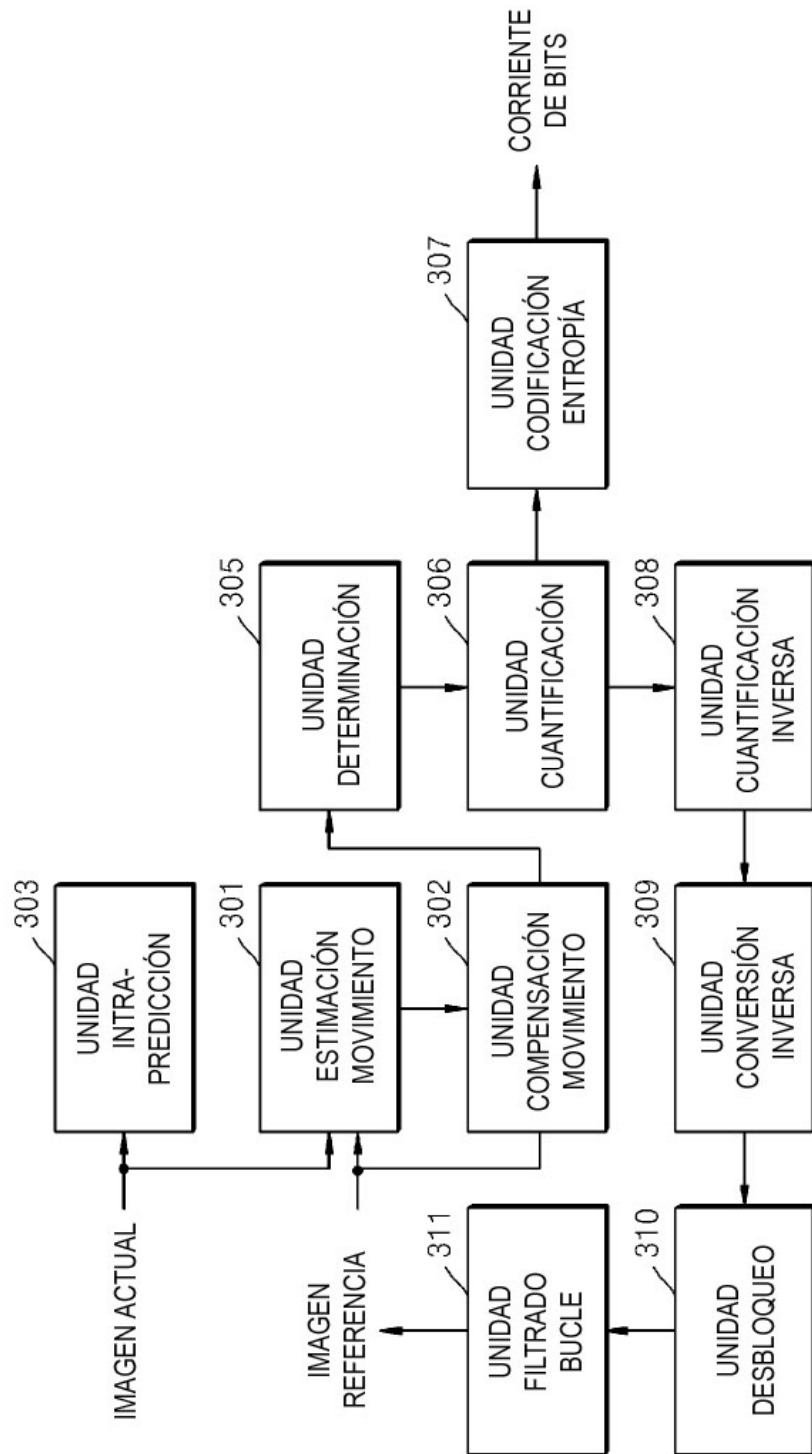 303
UNIDAD
INTRA-
PREDICCIÓN
IMAGEN ACTUAL
301
UNIDAD
ESTIMACIÓN
MOVIMIENTO
305
UNIDAD
DETERMINACIÓN
IMAGEN
REFERENCIA
302
UNIDAD
COMPENSACIÓN
MOVIMIENTO
306
UNIDAD
CUANTIFICACIÓN
307
UNIDAD
CODIFICACIÓN
ENTROPÍA
CORRIENTE
DE BITS
311
UNIDAD
FILTRADO
BUCLE
310
UNIDAD
DESBLOQUEO
309
UNIDAD
CONVERSIÓN
INVERSA
308
UNIDAD
CUANTIFICACIÓN
INVERSA